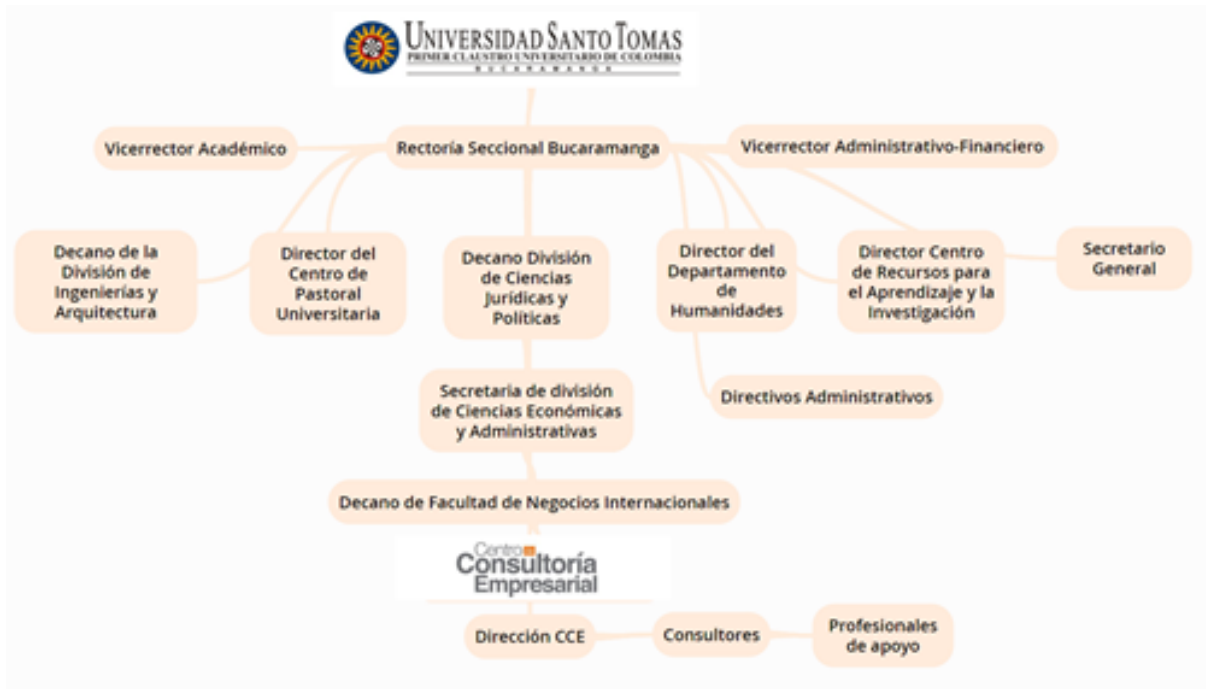 UNIVERSIDAD SANTO TOMAS
PRIMER CLAUSTRO UNIVERSITARIO DE COLOMBIA
BUCARAMANGA
Vicerrector Académico
Rectoría Seccional Bucaramanga
Vicerrector Administrativo-Financiero
Decano de la
División de
Ingenierías y
Arquitectura
Director del
Centro de
Pastoral
Universitaria
Decano División
de Ciencias
Jurídicas y
Políticas
Director del
Departamento
de
Humanidades
Director Centro
de Recursos para
el Aprendizaje y la
Investigación
Secretario
General
Secretaria de división
de Ciencias Económicas
y Administrativas
Directivos Administrativos
Decano de Facultad de Negocios Internacionales
Centro de
Consultoría
Empresarial
Dirección CCE
Consultores
Profesionales
de apoyo